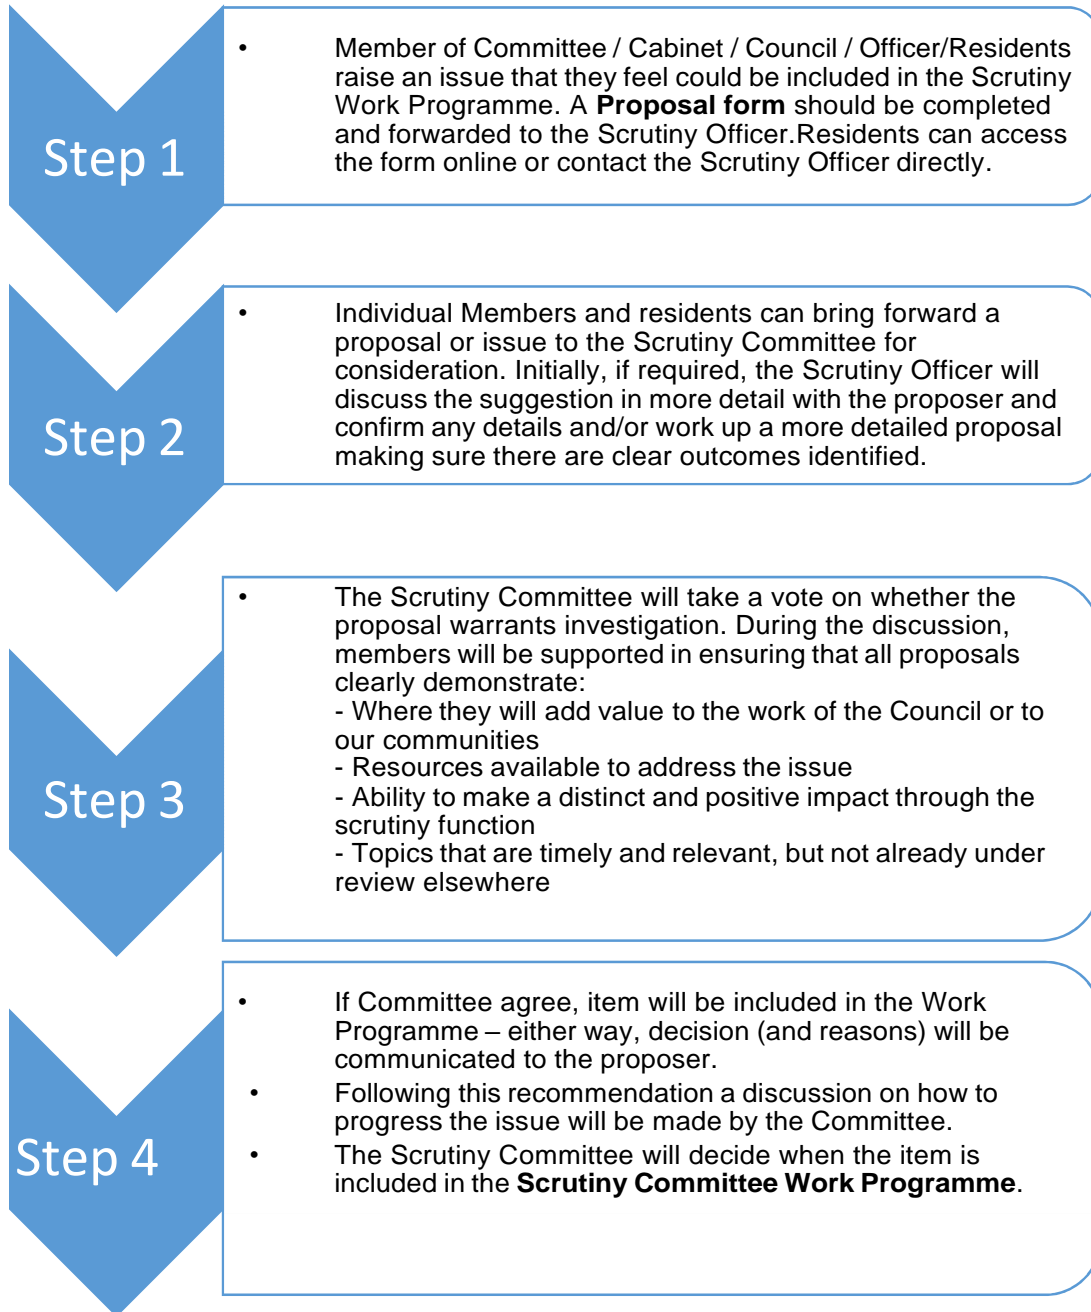 Step 1
• Member of Committee / Cabinet / Council / Officer/Residents
raise an issue that they feel could be included in the Scrutiny
Work Programme. A Proposal form should be completed
and forwarded to the Scrutiny Officer.Residents can access
the form online or contact the Scrutiny Officer directly.
Step 2
• Individual Members and residents can bring forward a
proposal or issue to the Scrutiny Committee for
consideration. Initially, if required, the Scrutiny Officer will
discuss the suggestion in more detail with the proposer and
confirm any details and/or work up a more detailed proposal
making sure there are clear outcomes identified.
Step 3
• The Scrutiny Committee will take a vote on whether the
proposal warrants investigation. During the discussion,
members will be supported in ensuring that all proposals
clearly demonstrate:
- Where they will add value to the work of the Council or to
our communities
- Resources available to address the issue
- Ability to make a distinct and positive impact through the
scrutiny function
- Topics that are timely and relevant, but not already under
review elsewhere
Step 4
• If Committee agree, item will be included in the Work
Programme – either way, decision (and reasons) will be
communicated to the proposer.
• Following this recommendation a discussion on how to
progress the issue will be made by the Committee.
• The Scrutiny Committee will decide when the item is
included in the Scrutiny Committee Work Programme.